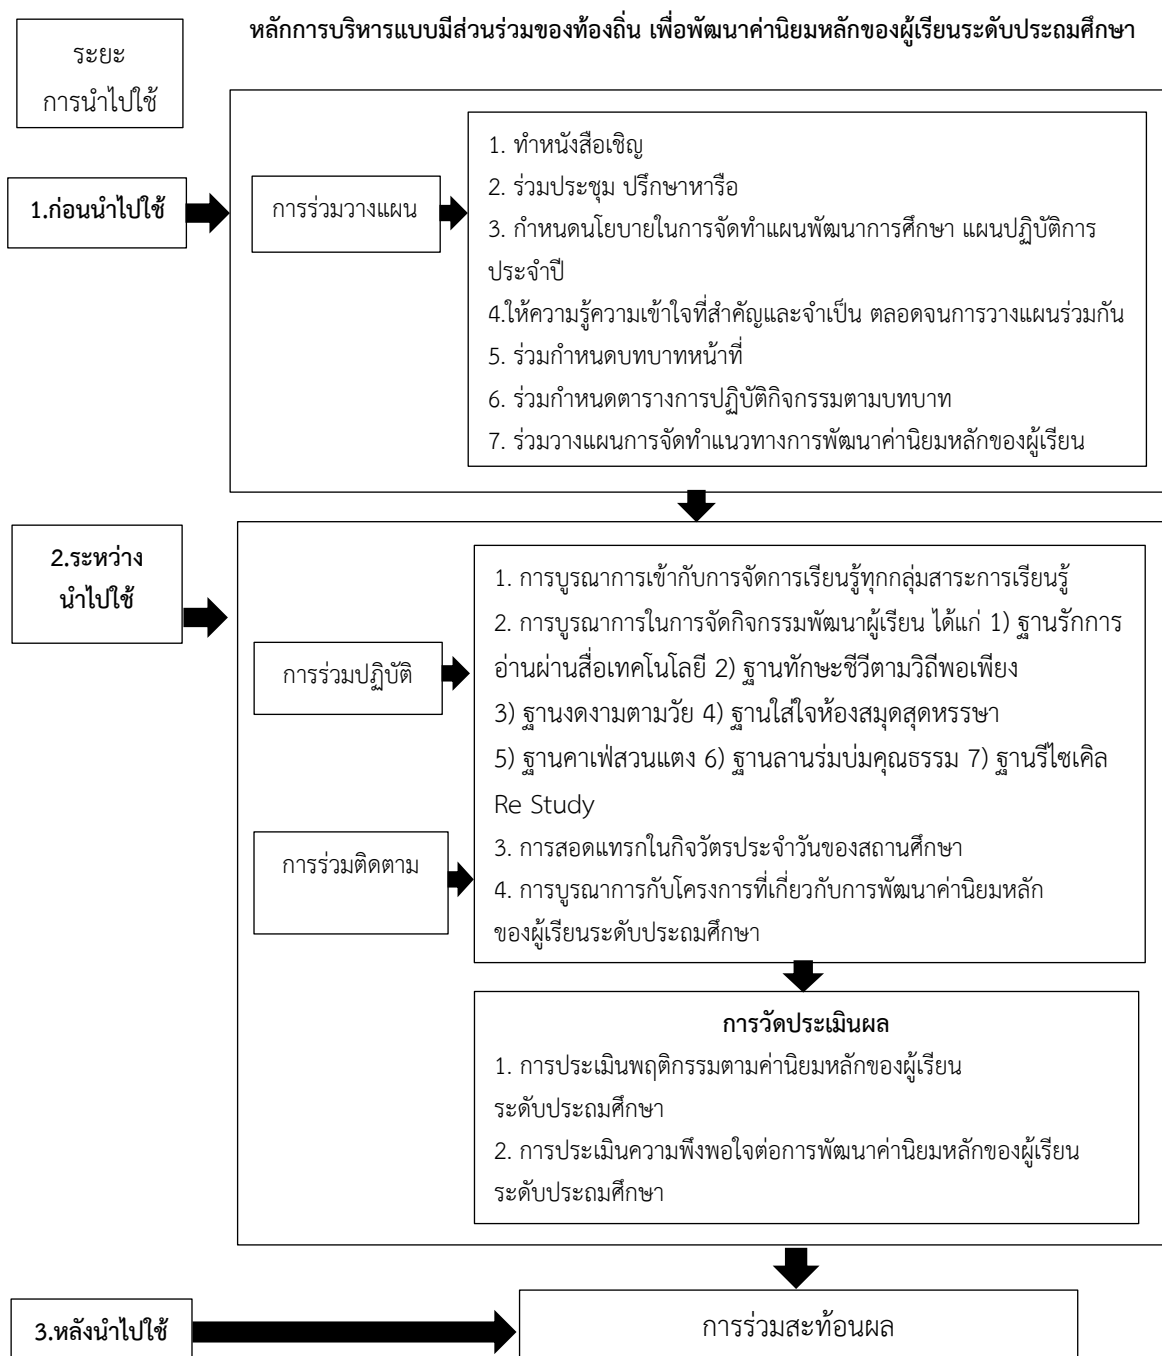 หลักการบริหารแบบมีส่วนร่วมของท้องถิ่น เพื่อพัฒนาค่านิยมหลักของผู้เรียนระดับประถมศึกษา
ระยะ
การนำไปใช้
1.ก่อนนำไปใช้
การร่วมวางแผน
1. ทำหนังสือเชิญ
2. ร่วมประชุม ปรึกษาหารือ
3. กำหนดนโยบายในการจัดทำแผนพัฒนาการศึกษา แผนปฏิบัติการ
ประจำปี
4.ให้ความรู้ความเข้าใจที่สำคัญและจำเป็น ตลอดจนการวางแผนร่วมกัน
5. ร่วมกำหนดบทบาทหน้าที่
6. ร่วมกำหนดตารางการปฏิบัติกิจกรรมตามบทบาท
7. ร่วมวางแผนการจัดทำแนวทางการพัฒนาค่านิยมหลักของผู้เรียน
2.ระหว่าง
นำไปใช้
การร่วมปฏิบัติ
การร่วมติดตาม
1. การบูรณาการเข้ากับการจัดการเรียนรู้ทุกกลุ่มสาระการเรียนรู้
2. การบูรณาการในการจัดกิจกรรมพัฒนาผู้เรียน ได้แก่ 1) ฐานรักการ
อ่านผ่านสื่อเทคโนโลยี 2) ฐานทักษะชีวีตามวิถีพอเพียง
3) ฐานงดงามตามวัย 4) ฐานใส่ใจห้องสมุดสุดหรรษา
5) ฐานคาเฟ่สวนแตง 6) ฐานลานร่มบ่มคุณธรรม 7) ฐานรีไซเคิล
Re Study
3. การสอดแทรกในกิจวัตรประจำวันของสถานศึกษา
4. การบูรณาการกับโครงการที่เกี่ยวกับการพัฒนาค่านิยมหลัก
ของผู้เรียนระดับประถมศึกษา
การวัดประเมินผล
1. การประเมินพฤติกรรมตามค่านิยมหลักของผู้เรียน
ระดับประถมศึกษา
2. การประเมินความพึงพอใจต่อการพัฒนาค่านิยมหลักของผู้เรียน
ระดับประถมศึกษา
3.หลังนำไปใช้
การร่วมสะท้อนผล